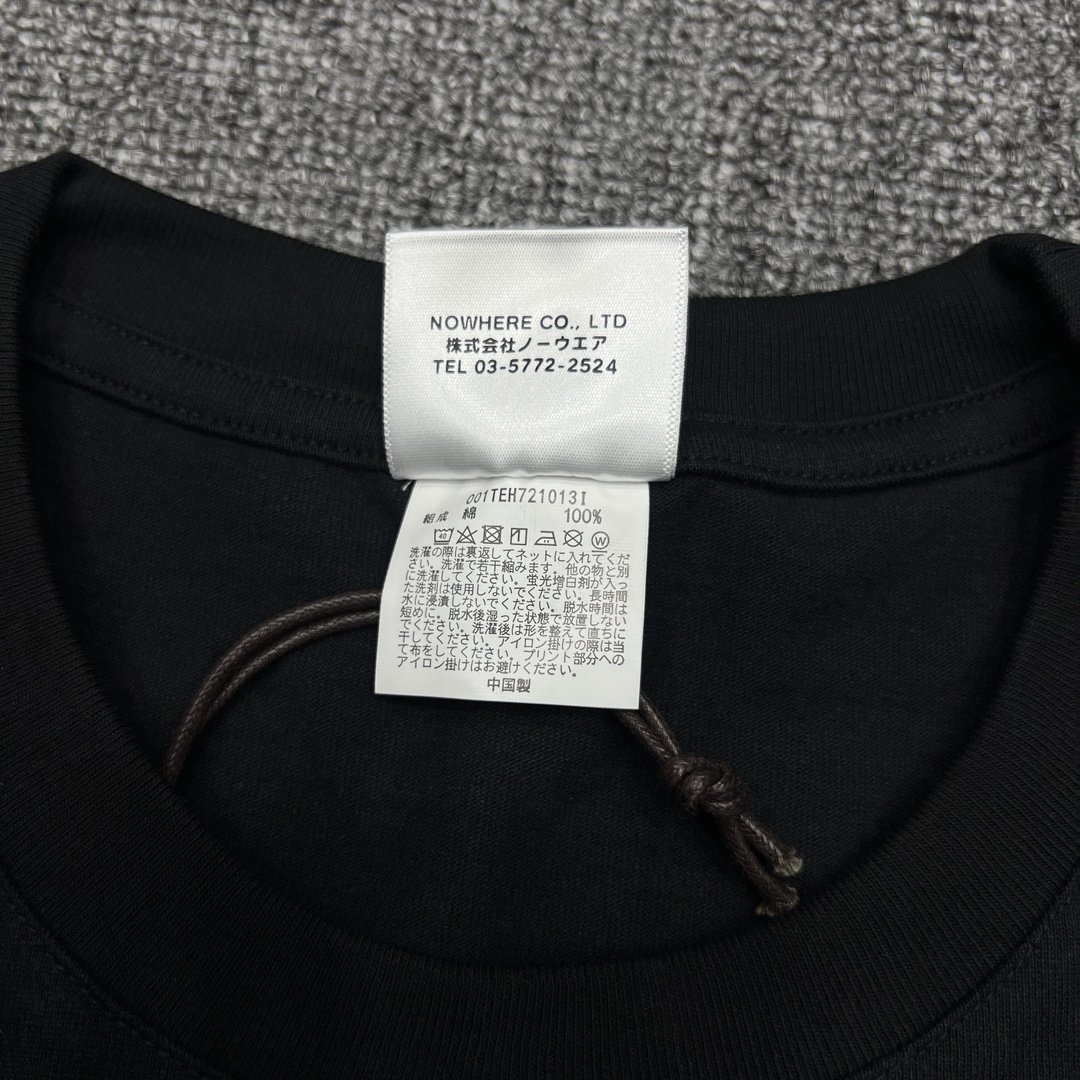 NOWHERE CO., LTD
株式会社ノーウエア
TEL 03-5772-2524
001TEH721013I
組成 綿 100%
40 W
洗濯の際は裏返してネットに入れてくだ
さい。洗濯で若干縮みます。他の物と別
に洗濯してください。蛍光増白剤が入っ
た洗剤は使用しないでください。長時間
水に浸漬しないでください。脱水時間は
短めに。脱水後湿った状態で放置しない
でください。洗濯後は形を整えて直ちに
干してください。アイロン掛けの際は当
て布をしてください。プリント部分への
アイロン掛けはお避けください。
中国製